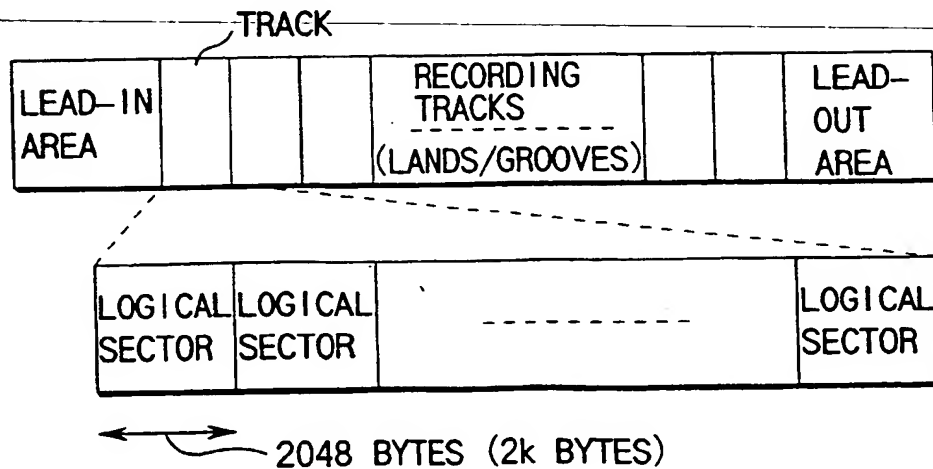 TRACK
LEAD-IN
AREA
RECORDING
TRACKS
(LANDS/GROOVES)
LEAD-
OUT
AREA
LOGICAL
SECTOR
LOGICAL
SECTOR
LOGICAL
SECTOR
2048 BYTES (2k BYTES)